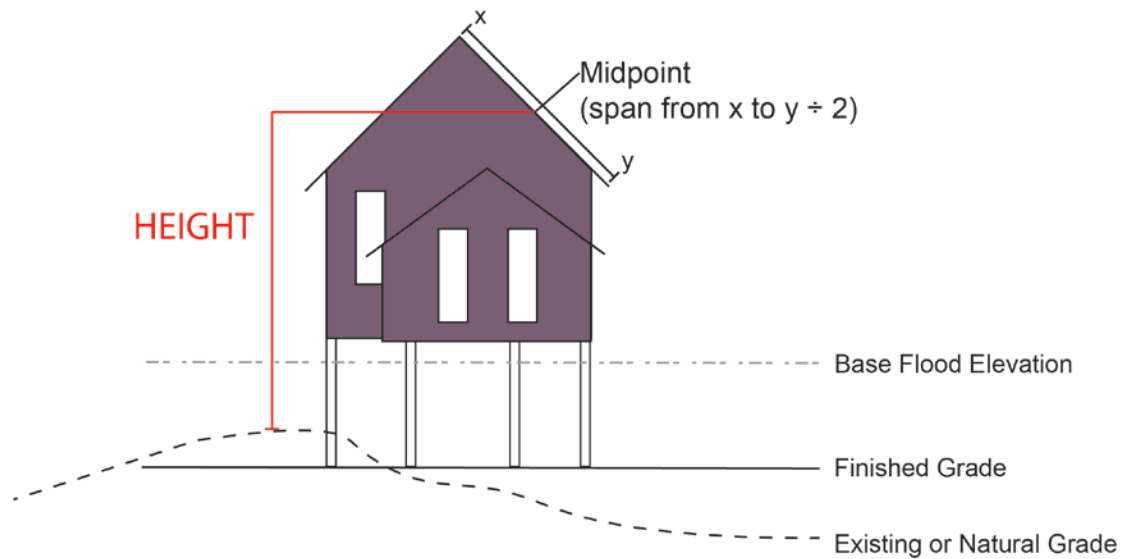 x
Midpoint
(span from x to y ÷ 2)
y
HEIGHT
Base Flood Elevation
Finished Grade
Existing or Natural Grade